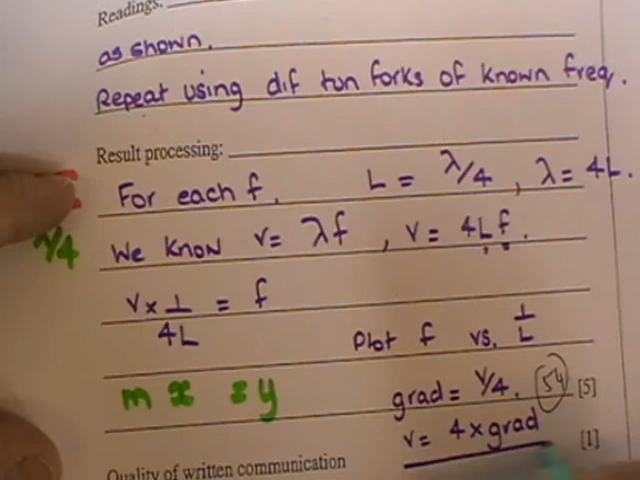 Readings:
as shown.
Repeat using dif tun forks of known freq.
Result processing:
For each f. L = λ/4 , λ = 4L.
V/4 We know v = λf , v = 4Lf.
v x 1/4L = f
Plot f vs. 1/L
m x = y grad = V/4. 54 [5]
v = 4 x grad [1]
Quality of written communication